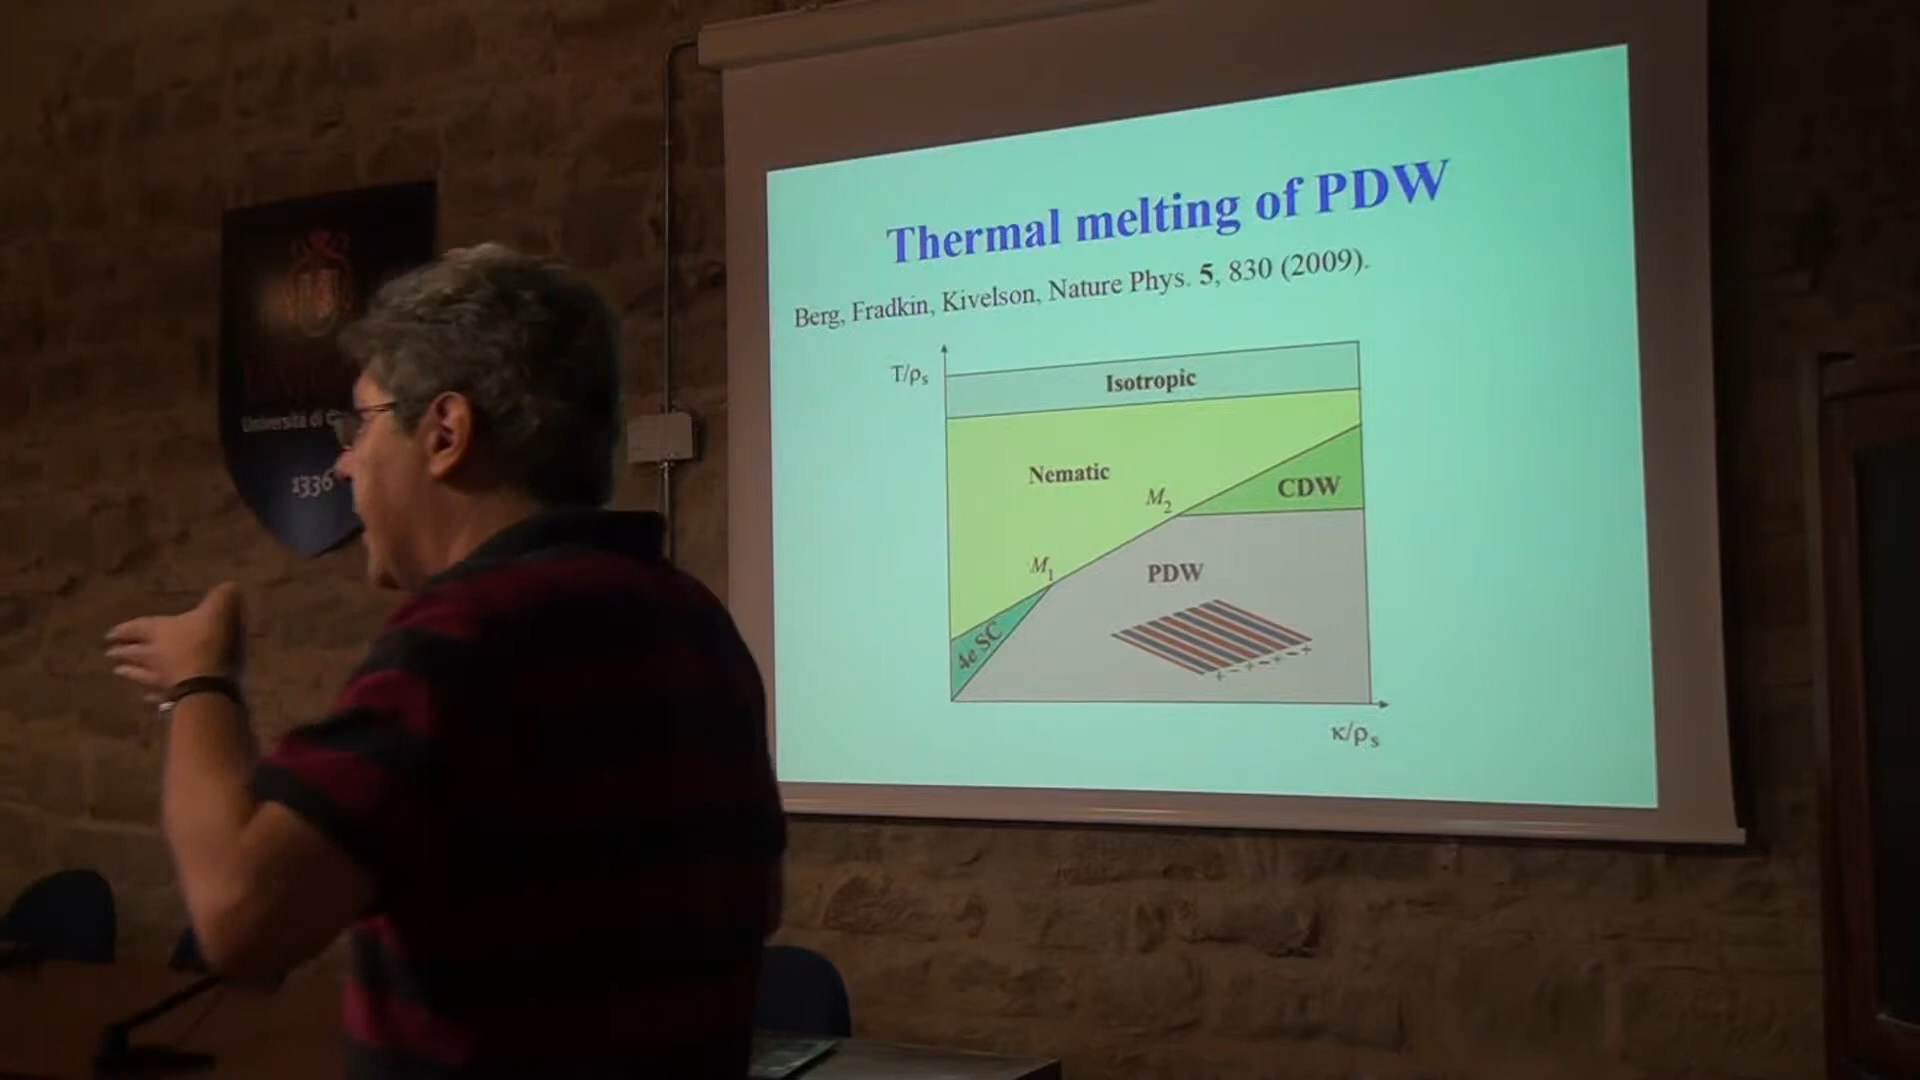 Thermal melting of PDW
Berg, Fradkin, Kivelson, Nature Phys. 5, 830 (2009).
T/ρs
Isotropic
Nematic
M2
CDW
M1
PDW
4e SC
+ − + − +
κ/ρs
Università di
1336